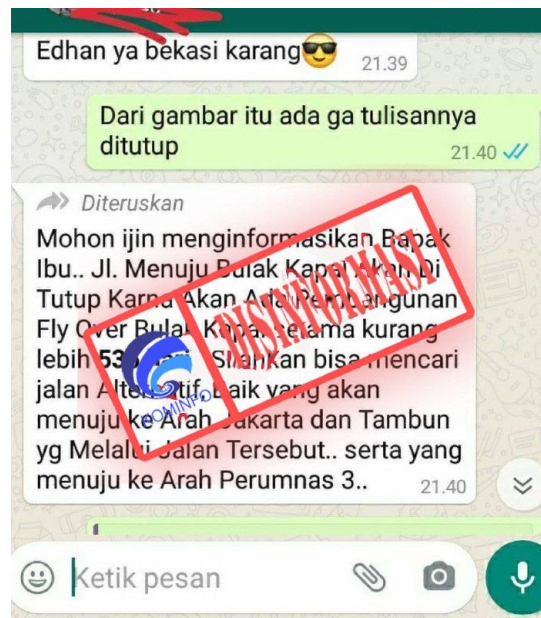 Edhan ya bekasi karang😎 21.39
Dari gambar itu ada ga tulisannya
ditutup 21.40
Diteruskan
Mohon ijin menginformasikan Bapak
Ibu.. Jl. Menuju Bulak Kapal Akan Di
Tutup Karna Akan Ada Pembangunan
Fly Over Bulak Kapal selama kurang
lebih Silahkan bisa mencari
jalan Alternatif, Baik yang akan
menuju ke Arah Jakarta dan Tambun
yg Melalui Jalan Tersebut.. serta yang
menuju ke Arah Perumnas 3.. 21.40
DISINFORMASI
KOMINFO
Ketik pesan